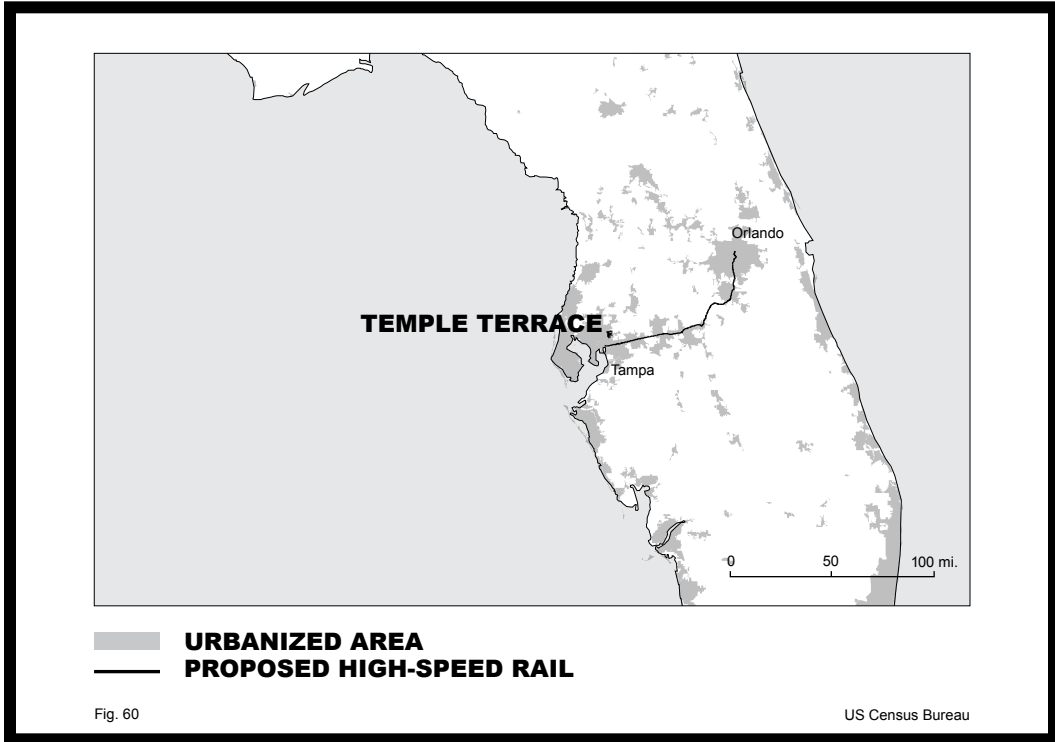 Orlando
TEMPLE TERRACE
Tampa
0 50 100 mi.
URBANIZED AREA
PROPOSED HIGH-SPEED RAIL
Fig. 60
US Census Bureau